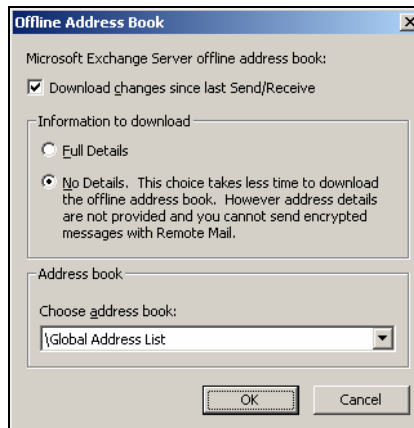 Offline Address Book
Microsoft Exchange Server offline address book:
Download changes since last Send/Receive
Information to download
Full Details
No Details. This choice takes less time to download
the offline address book. However address details
are not provided and you cannot send encrypted
messages with Remote Mail.
Address book
Choose address book:
\Global Address List
OK Cancel